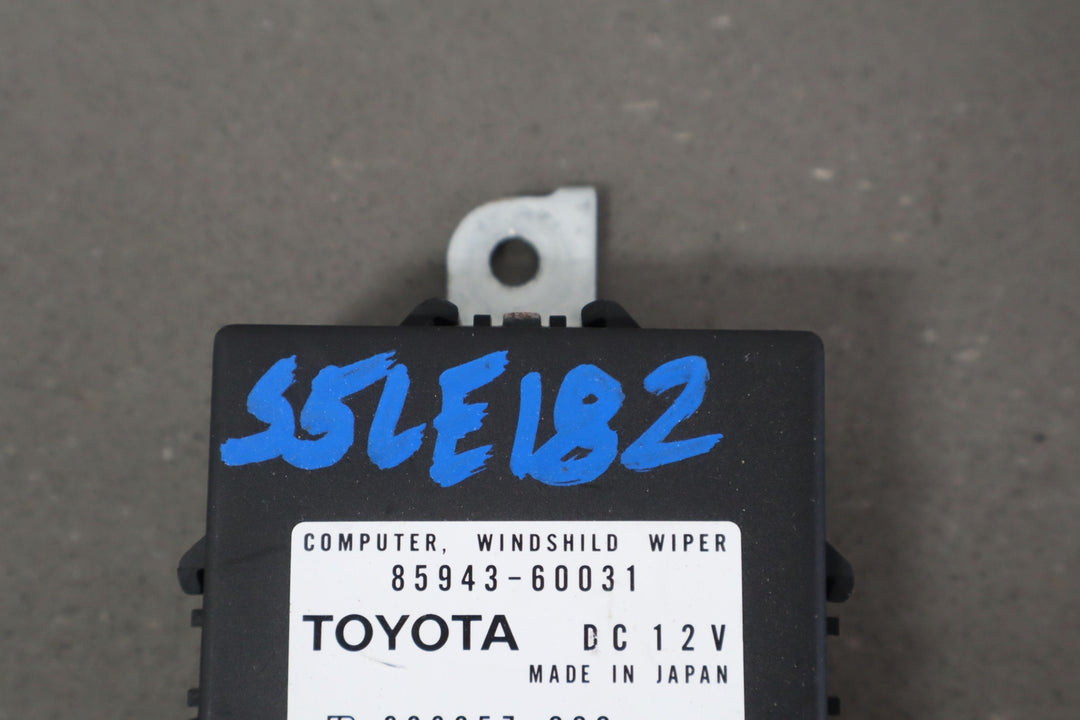 S5LE182
COMPUTER, WINDSHILD WIPER
85943-60031
TOYOTA DC 12V
MADE IN JAPAN